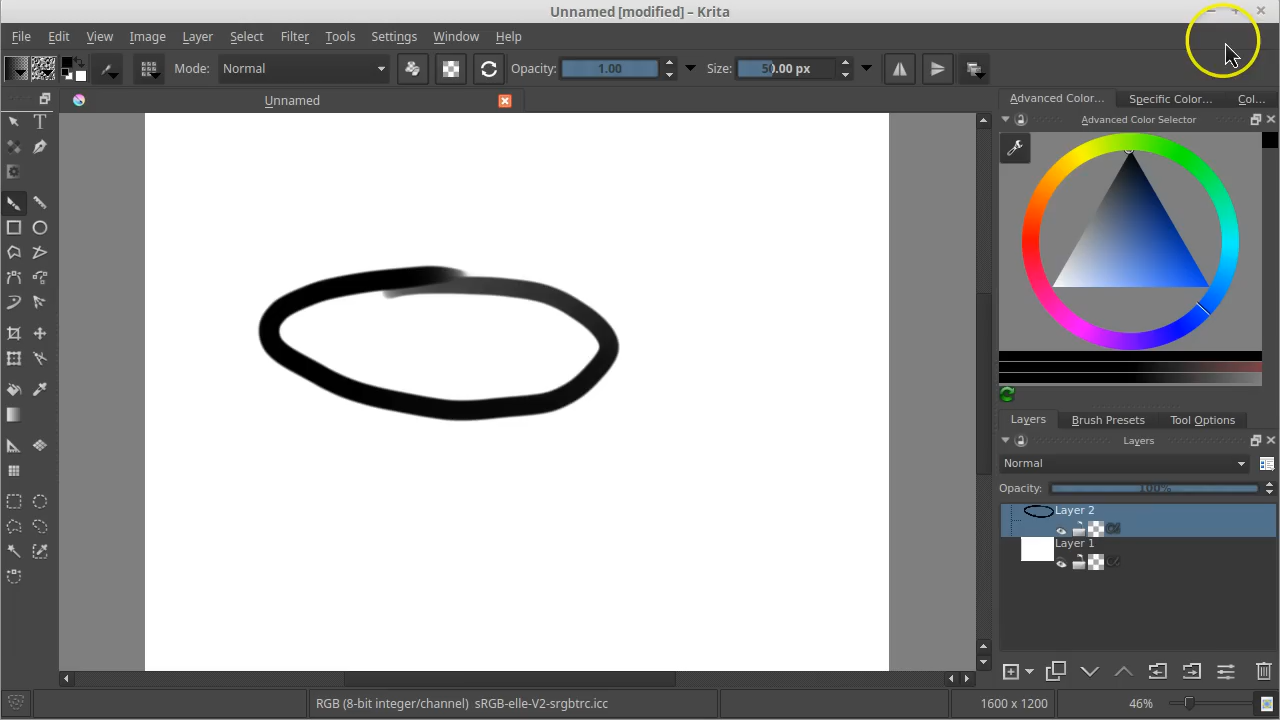 Unnamed [modified] – Krita
File Edit View Image Layer Select Filter Tools Settings Window Help
Mode: Normal Opacity: 1.00 Size: 50.00 px
Unnamed
Advanced Color... Specific Color... Col...
Advanced Color Selector
Layers Brush Presets Tool Options
Layers
Normal
Opacity: 100%
Layer 2
Layer 1
RGB (8-bit integer/channel) sRGB-elle-V2-srgbtrc.icc 1600 x 1200 46%